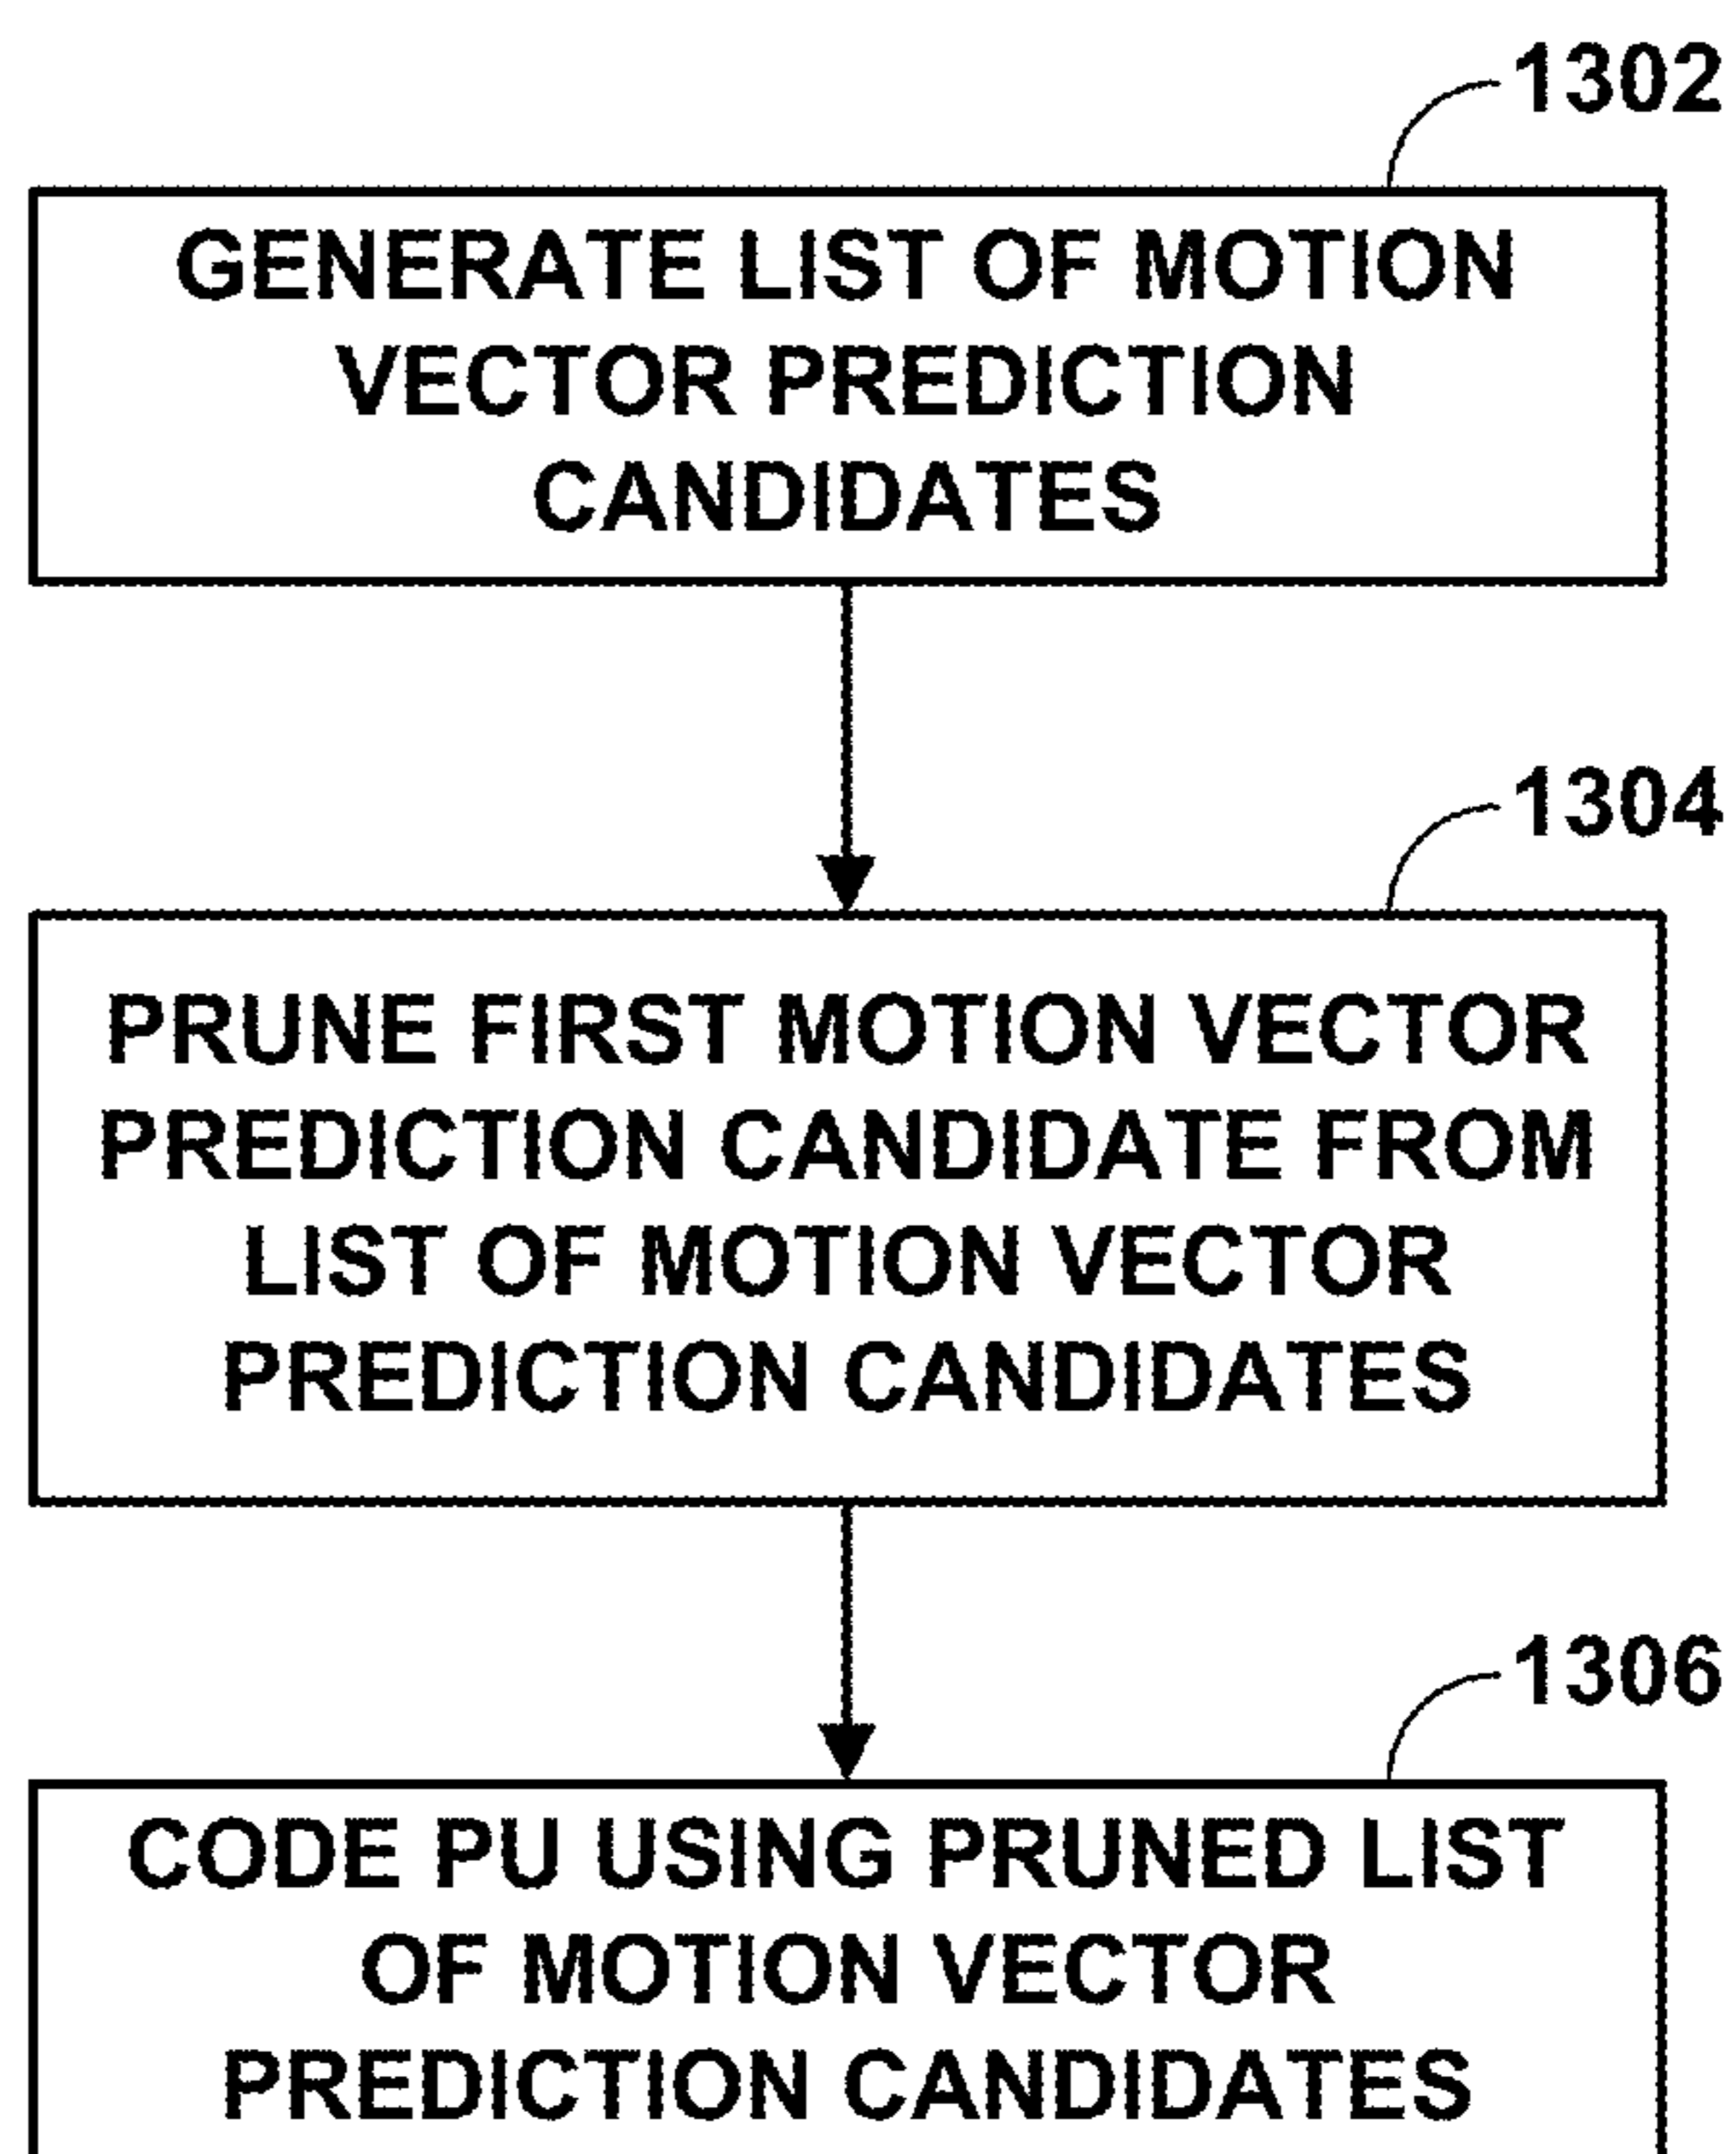 1302
GENERATE LIST OF MOTION
VECTOR PREDICTION
CANDIDATES
1304
PRUNE FIRST MOTION VECTOR
PREDICTION CANDIDATE FROM
LIST OF MOTION VECTOR
PREDICTION CANDIDATES
1306
CODE PU USING PRUNED LIST
OF MOTION VECTOR
PREDICTION CANDIDATES